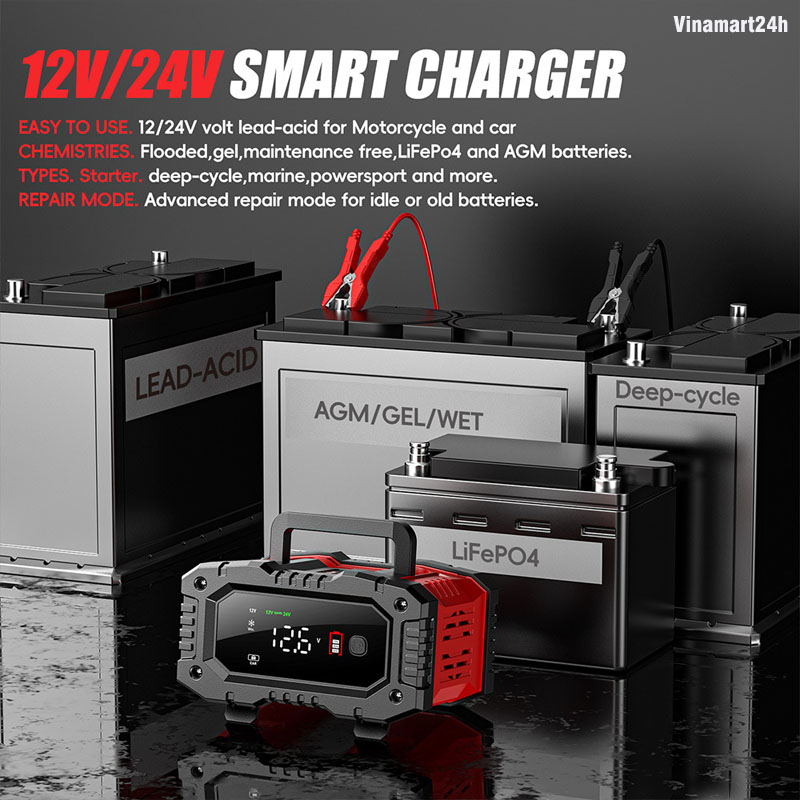 Vinamart24h
12V/24V SMART CHARGER
EASY TO USE. 12/24V volt lead-acid for Motorcycle and car
CHEMISTRIES. Flooded,gel,maintenance free,LiFePo4 and AGM batteries.
TYPES. Starter. deep-cycle,marine,powersport and more.
REPAIR MODE. Advanced repair mode for idle or old batteries.
LEAD-ACID
AGM/GEL/WET
Deep-cycle
LiFePO4
12V 12V 24V
12.6 V
CAR